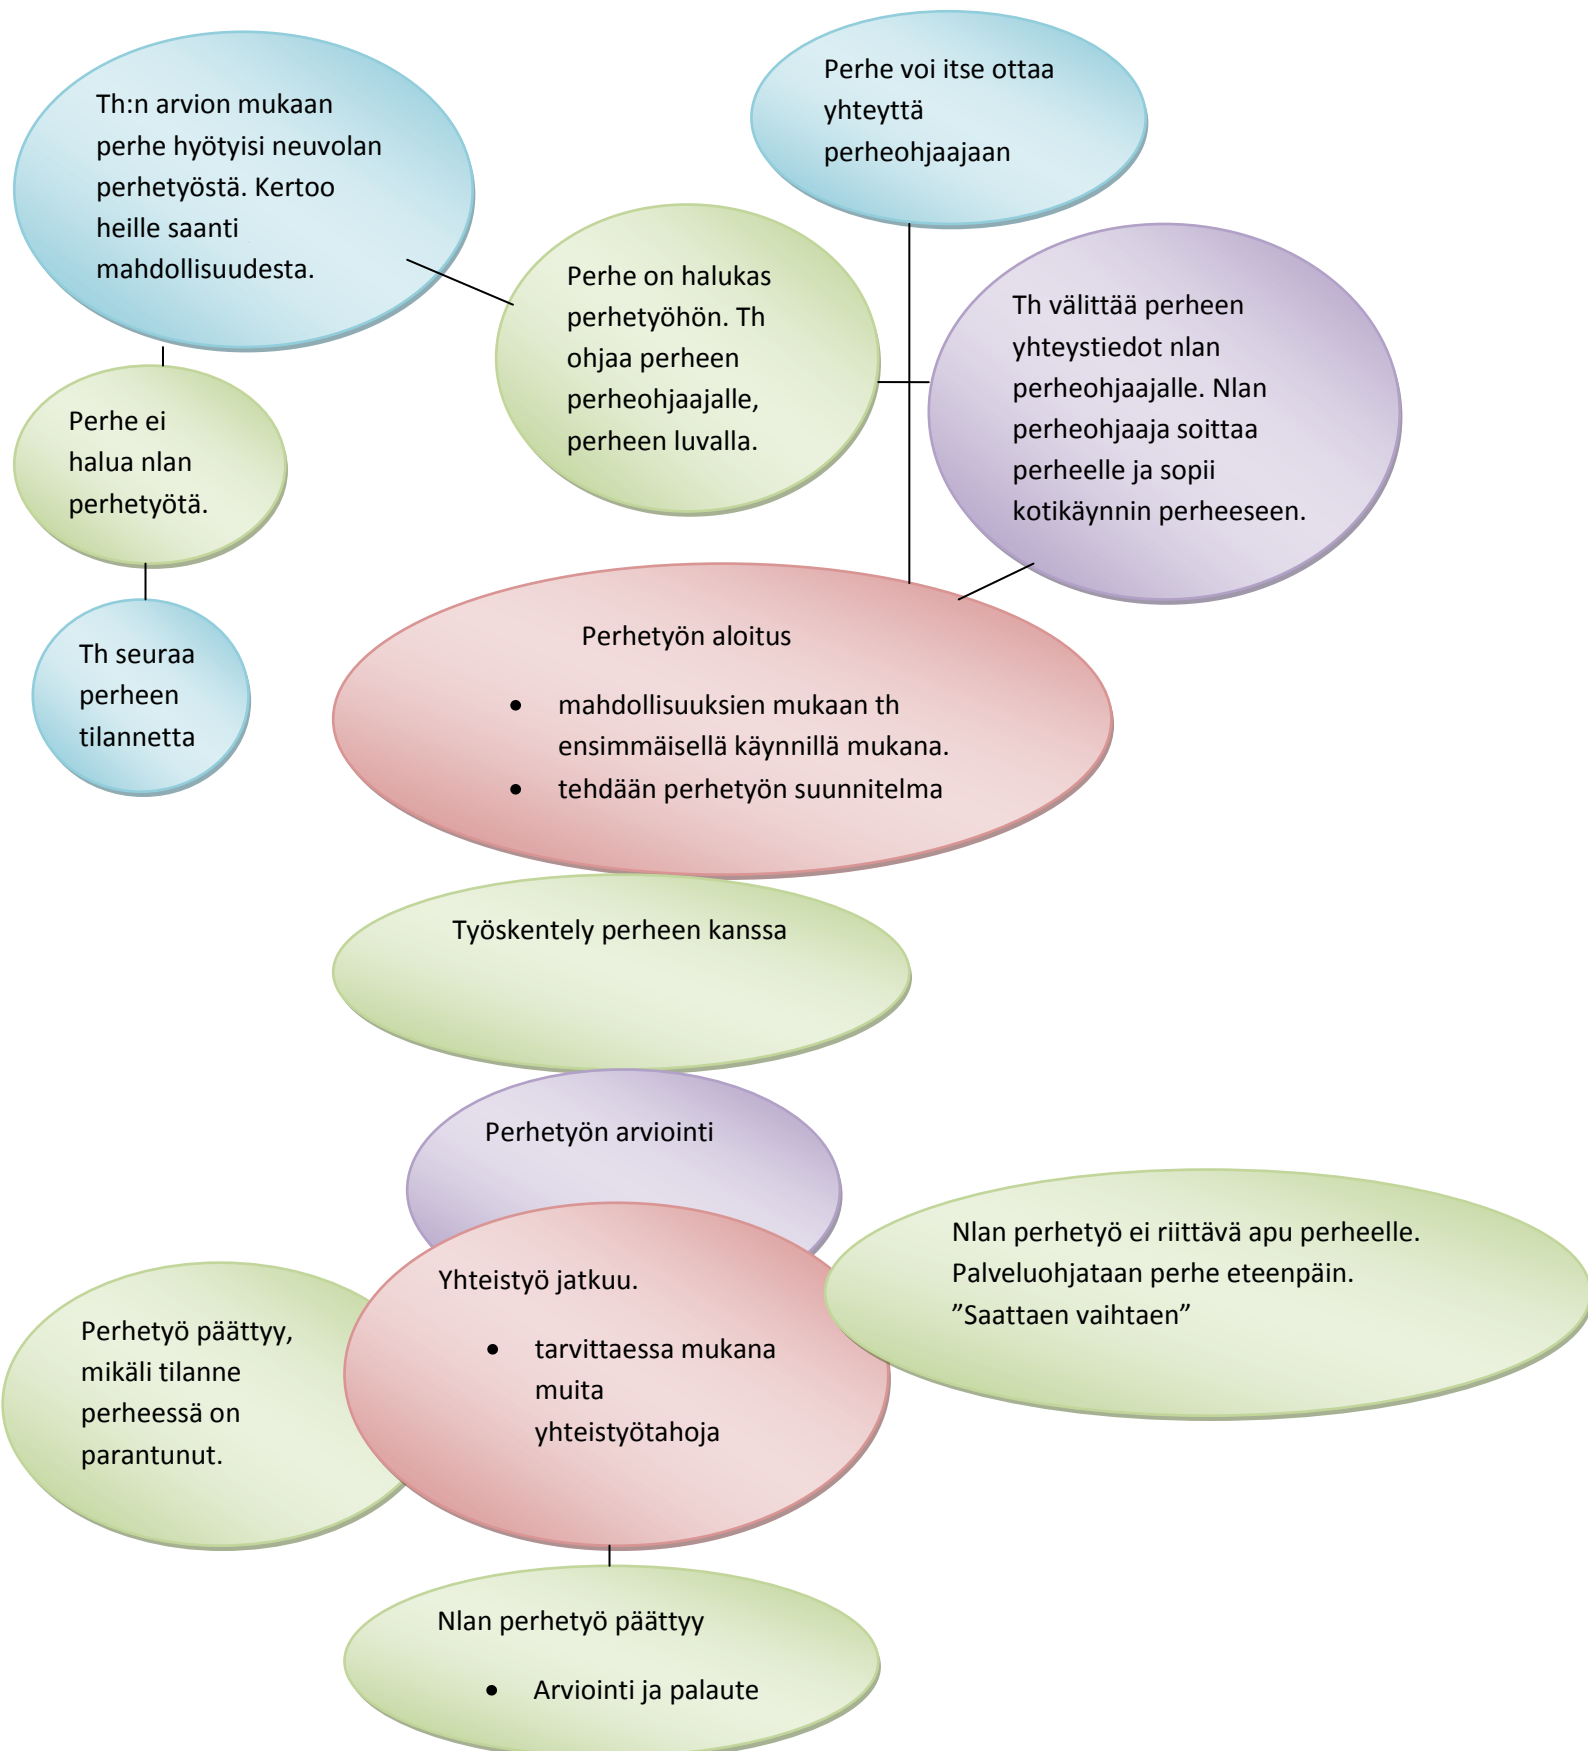 Th:n arvion mukaan
perhe hyötyisi neuvolan
perhetyöstä. Kertoo
heille saanti
mahdollisuudesta.
Perhe voi itse ottaa
yhteyttä
perheohjaajaan
Perhe on halukas
perhetyöhön. Th
ohjaa perheen
perheohjaajalle,
perheen luvalla.
Th välittää perheen
yhteystiedot nlan
perheohjaajalle. Nlan
perheohjaaja soittaa
perheelle ja sopii
kotikäynnin perheeseen.
Perhe ei
halua nlan
perhetyötä.
Th seuraa
perheen
tilannetta
Perhetyön aloitus
• mahdollisuuksien mukaan th
ensimmäisellä käynnillä mukana.
• tehdään perhetyön suunnitelma
Työskentely perheen kanssa
Perhetyön arviointi
Nlan perhetyö ei riittävä apu perheelle.
Palveluohjataan perhe eteenpäin.
”Saattaen vaihtaen”
Yhteistyö jatkuu.
• tarvittaessa mukana
muita
yhteistyötahoja
Perhetyö päättyy,
mikäli tilanne
perheessä on
parantunut.
Nlan perhetyö päättyy
• Arviointi ja palaute